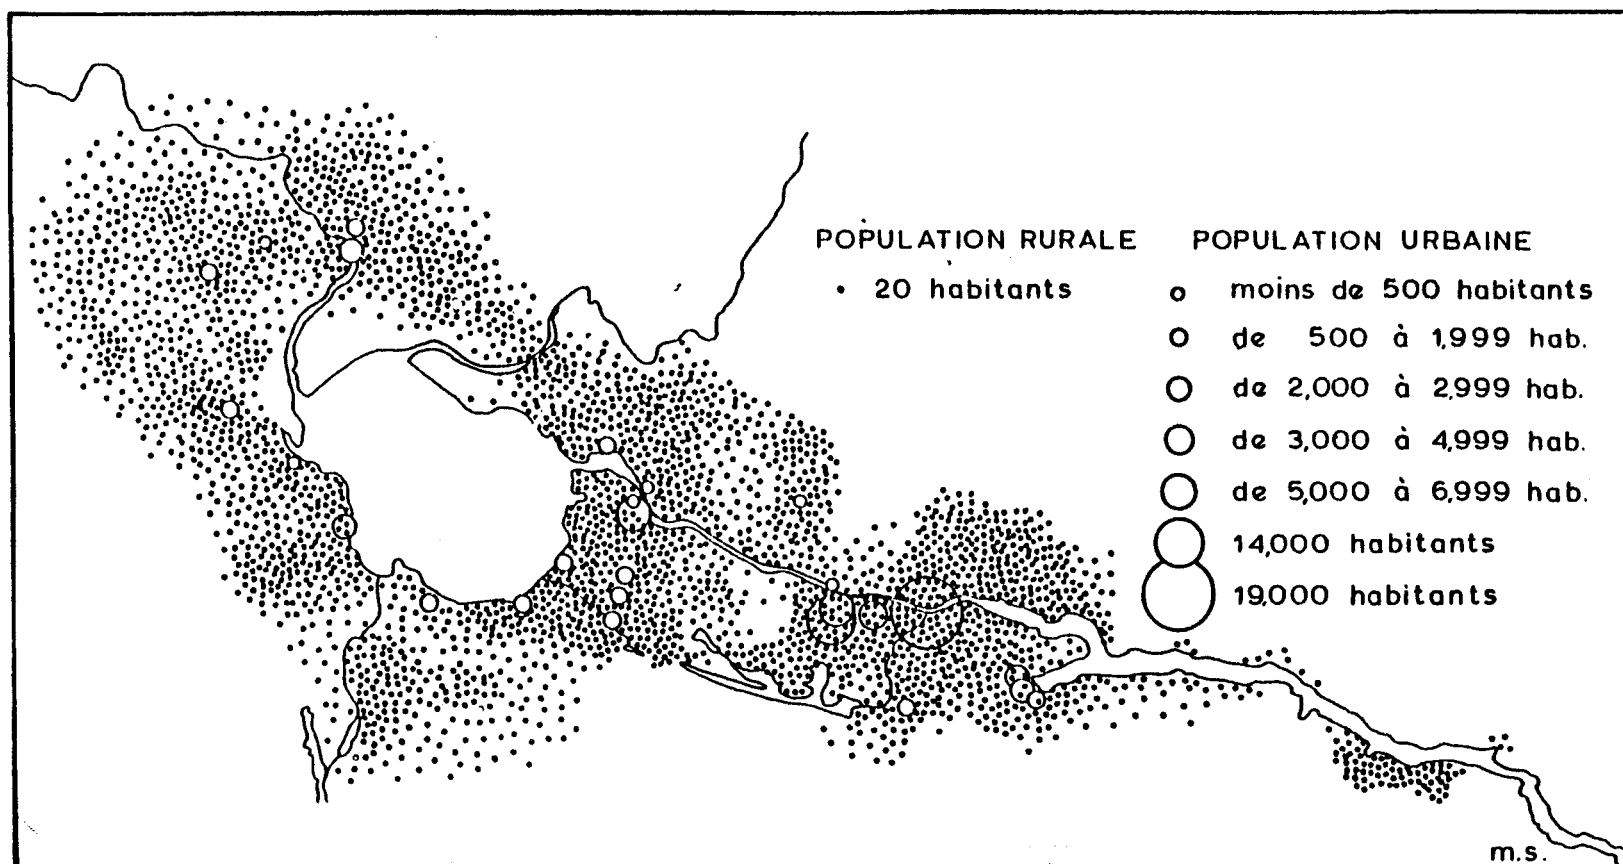 POPULATION RURALE
• 20 habitants
POPULATION URBAINE
moins de 500 habitants
de 500 à 1,999 hab.
de 2,000 à 2,999 hab.
de 3,000 à 4,999 hab.
de 5,000 à 6,999 hab.
14,000 habitants
19,000 habitants
m.s.